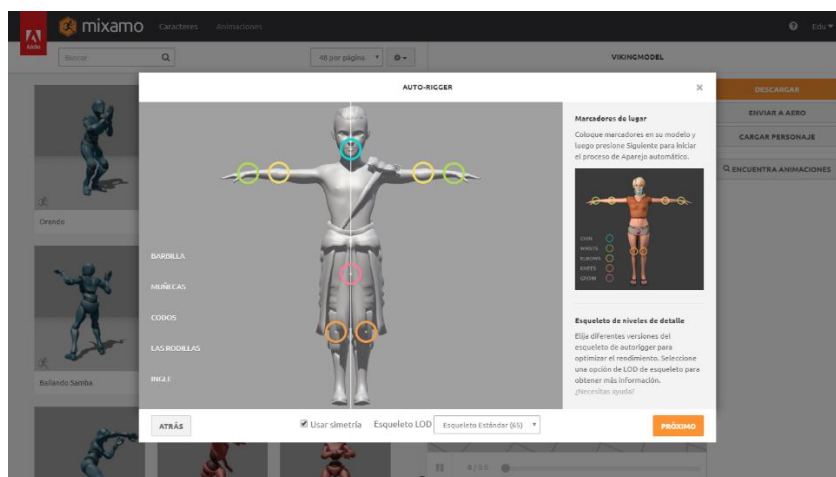 Adobe
mixamo
Caracteres
Animaciones
Edu
Buscar
48 por página
VIKINGMODEL
AUTO-RIGGER
DESCARGAR
ENVIAR A AERO
CARGAR PERSONAJE
ENCUENTRA ANIMACIONES
Orando
Bailando Samba
BARBILLA
MUÑECAS
CODOS
LAS RODILLAS
INGLE
Marcadores de lugar
Coloque marcadores en su modelo y
luego presione Siguiente para iniciar
el proceso de Aparejo automático.
CHIN
WRISTS
ELBOWS
KNEES
GROIN
Esqueleto de niveles de detalle
Elija diferentes versiones del
esqueleto de autorigger para
optimizar el rendimiento. Seleccione
una opción de LOD de esqueleto para
obtener más información.
¿Necesitas ayuda?
ATRÁS
Usar simetría
Esqueleto LOD
Esqueleto Estándar (65)
PRÓXIMO